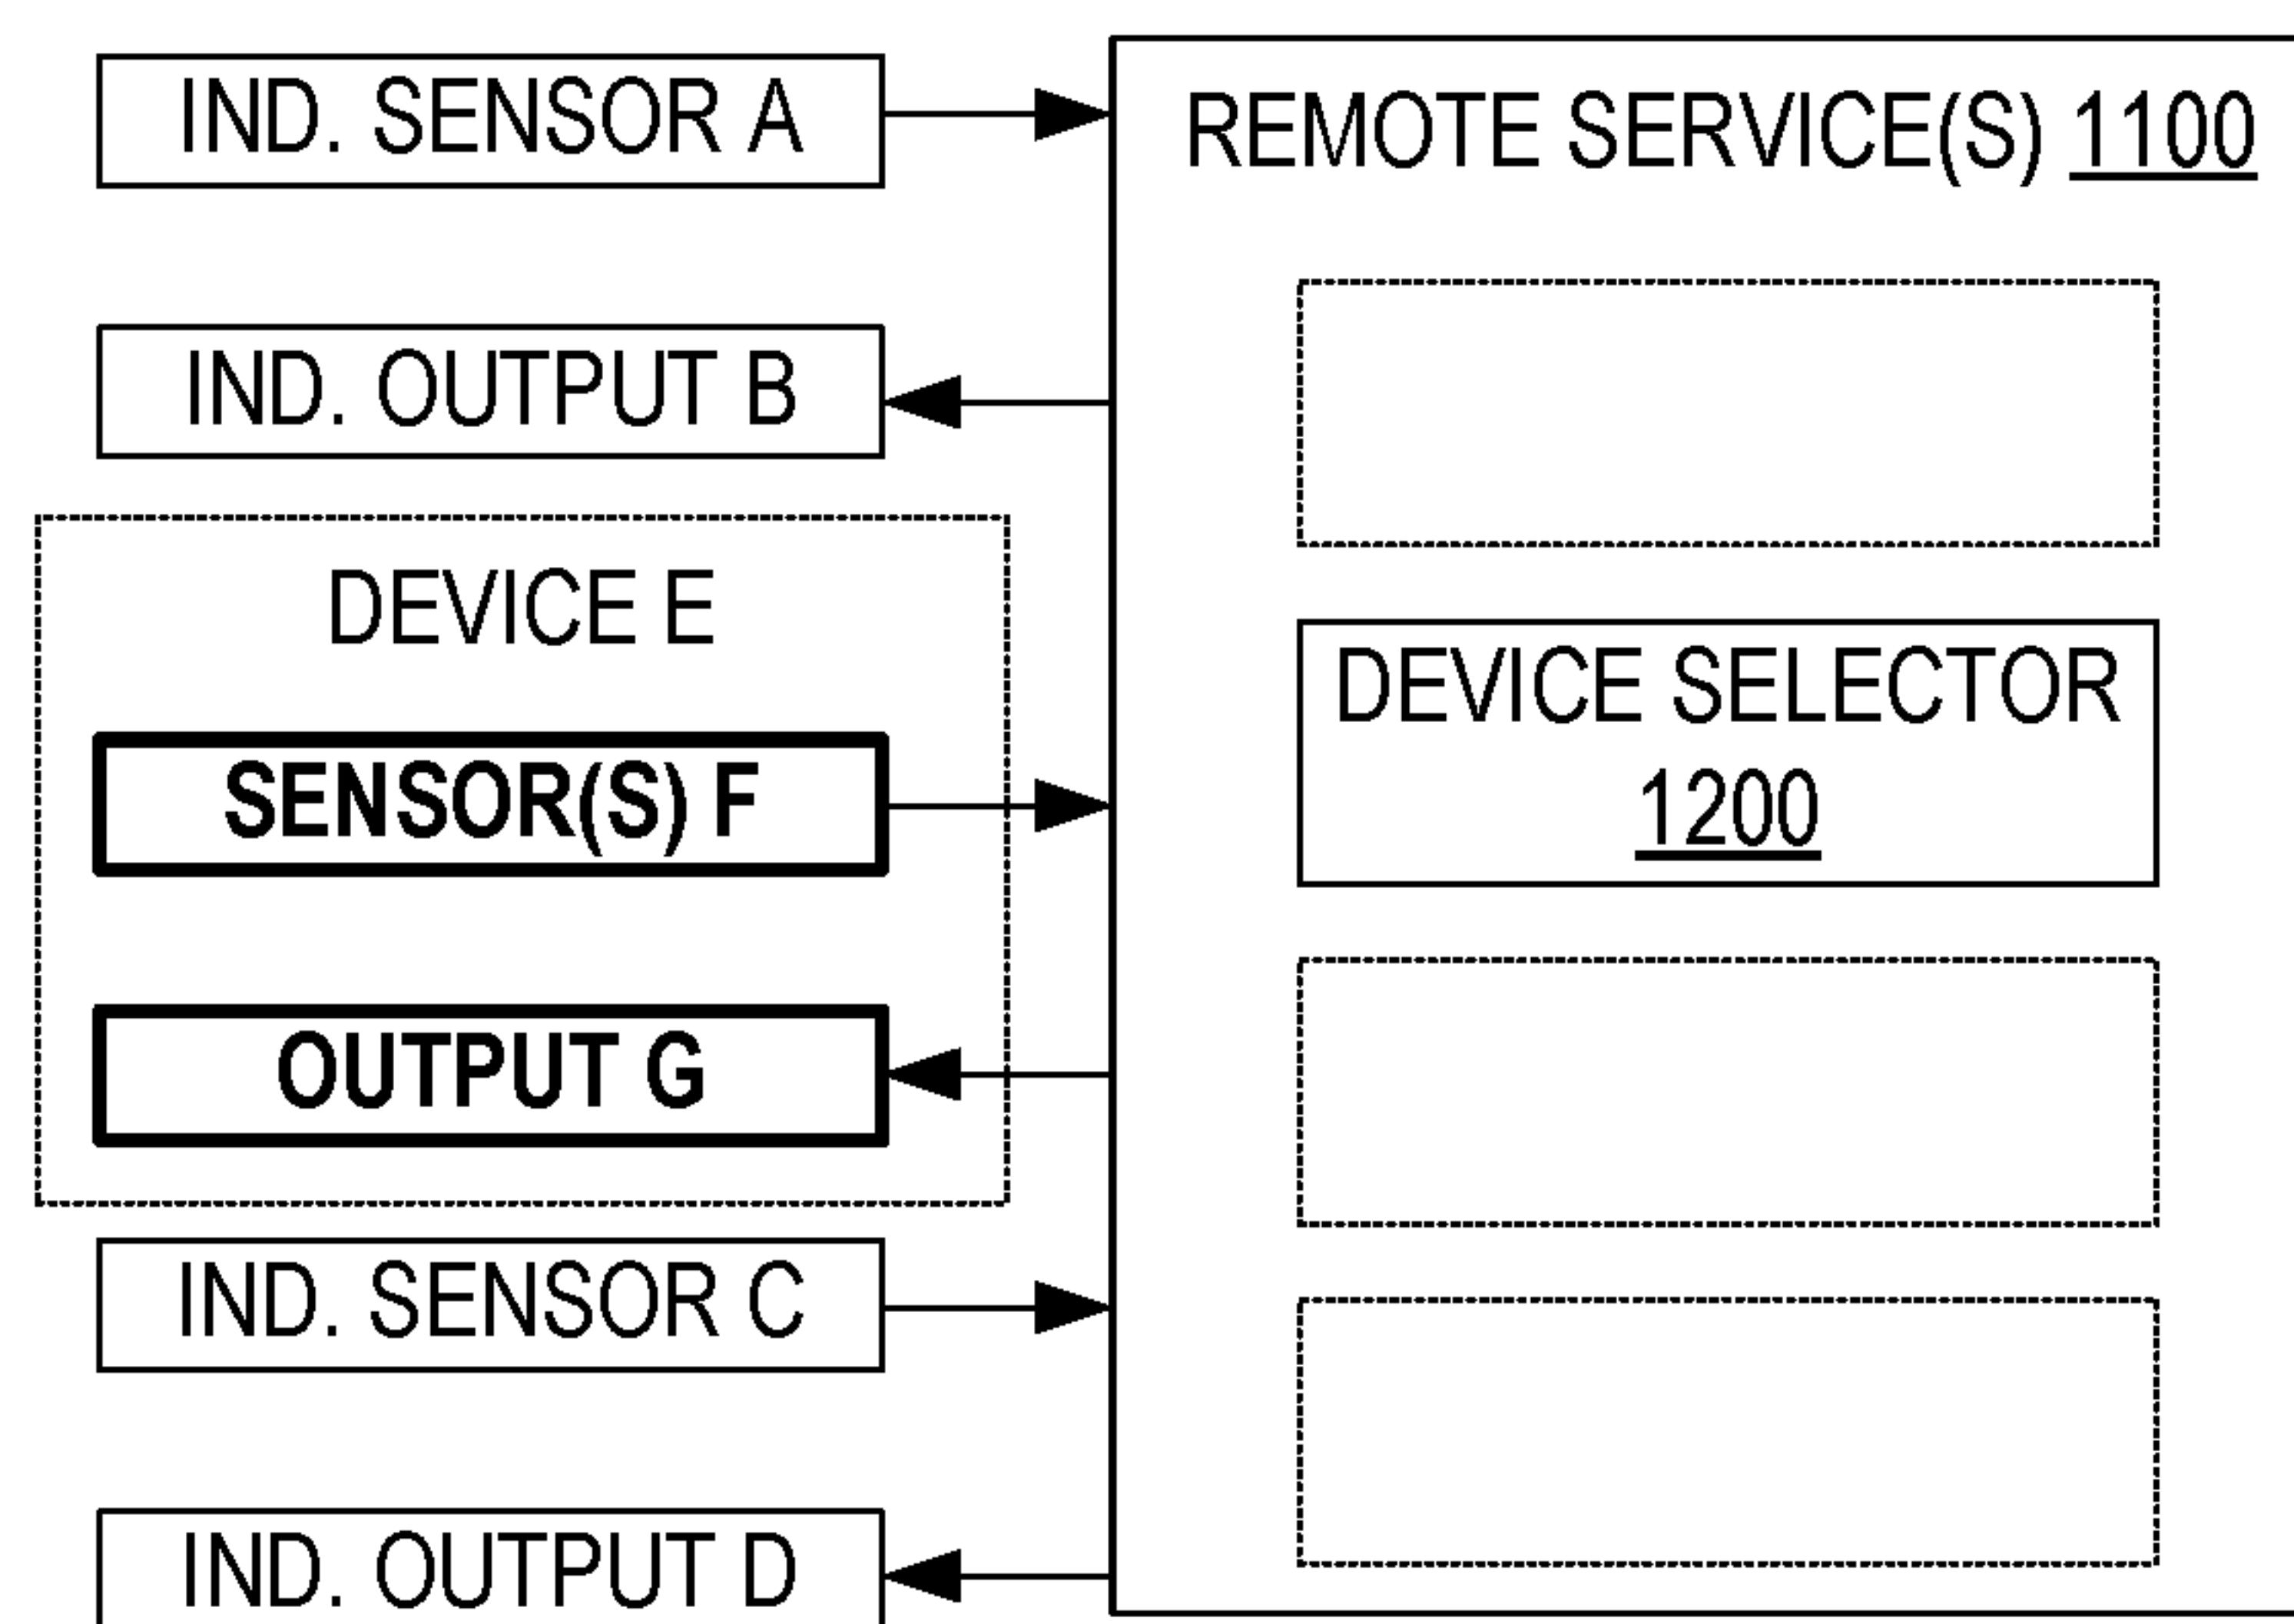 IND. SENSOR A
REMOTE SERVICE(S) 1100
IND. OUTPUT B
DEVICE E
DEVICE SELECTOR
1200
SENSOR(S) F
OUTPUT G
IND. SENSOR C
IND. OUTPUT D